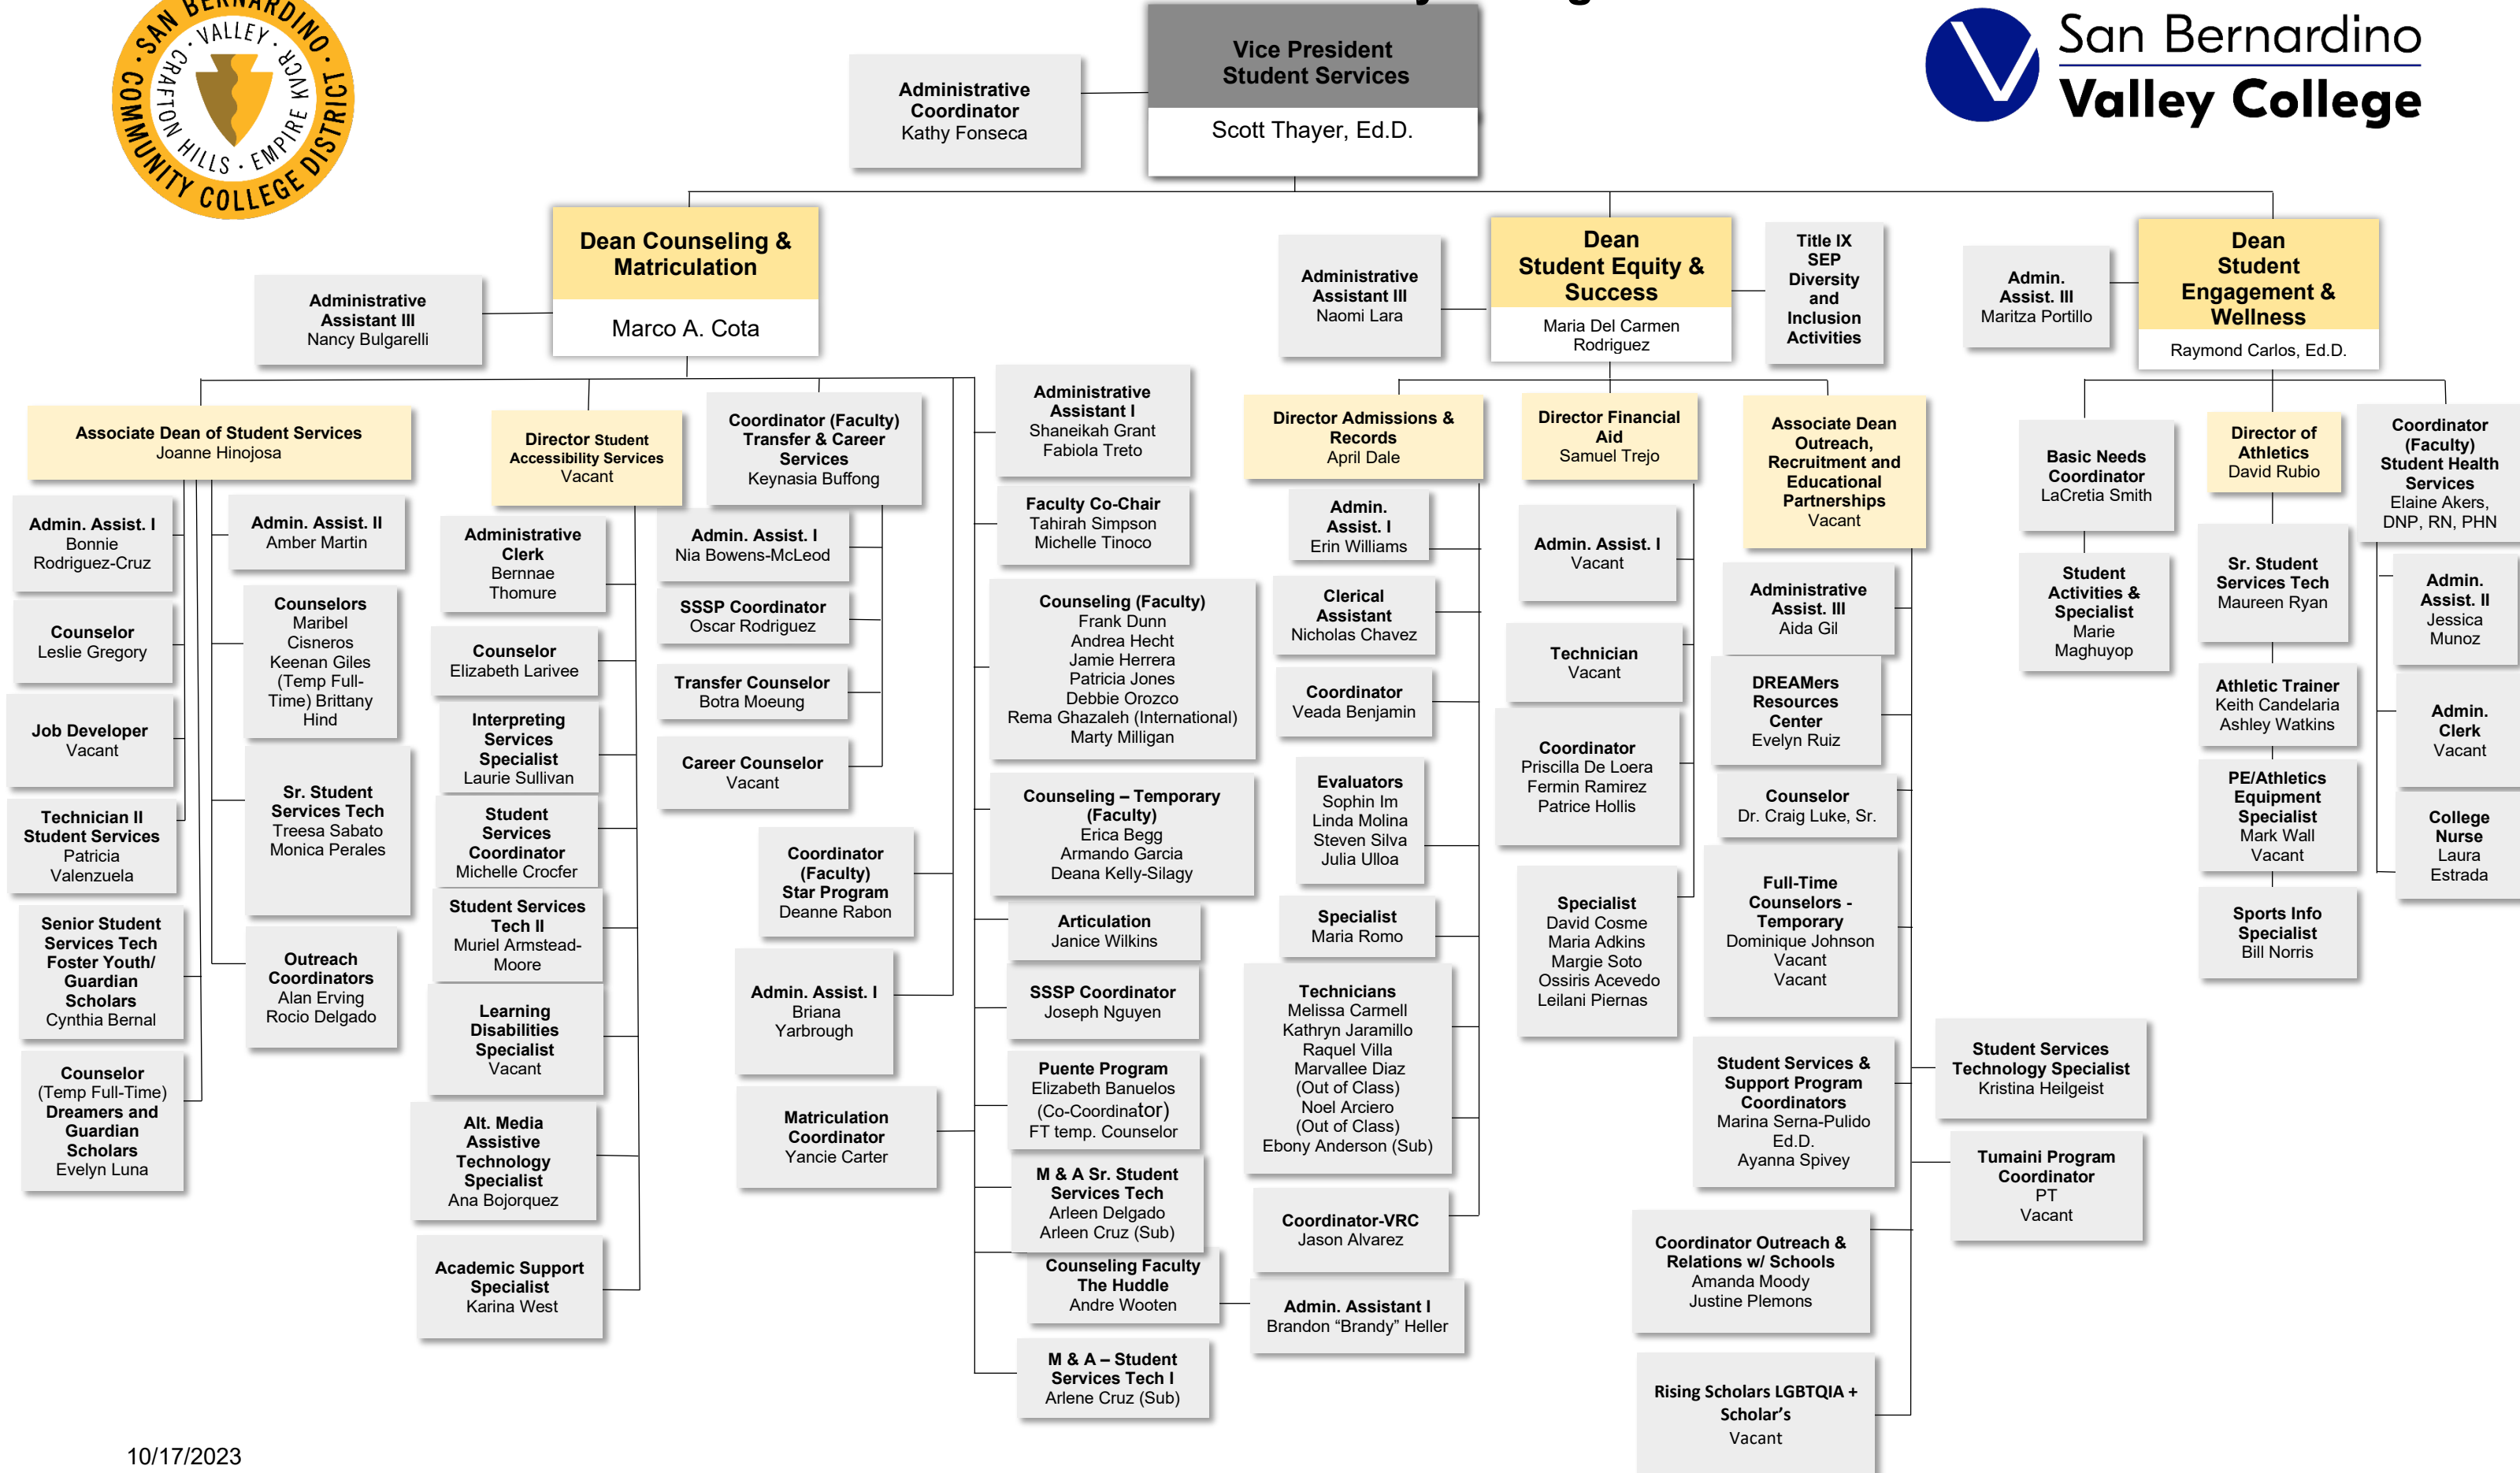 SAN BERNARDINO
COMMUNITY COLLEGE DISTRICT
VALLEY · KVCR · EMPIRE · HILLS · CRAFTON
San Bernardino
Valley College
Vice President
Student Services
Scott Thayer, Ed.D.
Administrative
Coordinator
Kathy Fonseca
Dean Counseling &
Matriculation
Marco A. Cota
Administrative
Assistant III
Nancy Bulgarelli
Administrative
Assistant III
Naomi Lara
Dean
Student Equity &
Success
Maria Del Carmen
Rodriguez
Title IX
SEP
Diversity
and
Inclusion
Activities
Admin.
Assist. III
Maritza Portillo
Dean
Student
Engagement &
Wellness
Raymond Carlos, Ed.D.
Associate Dean of Student Services
Joanne Hinojosa
Admin. Assist. I
Bonnie
Rodriguez-Cruz
Counselor
Leslie Gregory
Job Developer
Vacant
Technician II
Student Services
Patricia
Valenzuela
Senior Student
Services Tech
Foster Youth/
Guardian
Scholars
Cynthia Bernal
Counselor
(Temp Full-Time)
Dreamers and
Guardian
Scholars
Evelyn Luna
Admin. Assist. II
Amber Martin
Counselors
Maribel
Cisneros
Keenan Giles
(Temp Full-
Time) Brittany
Hind
Sr. Student
Services Tech
Treesa Sabato
Monica Perales
Outreach
Coordinators
Alan Erving
Rocio Delgado
Director Student
Accessibility Services
Vacant
Administrative
Clerk
Bernnae
Thomure
Counselor
Elizabeth Larivee
Interpreting
Services
Specialist
Laurie Sullivan
Student
Services
Coordinator
Michelle Crocfer
Student Services
Tech II
Muriel Armstead-
Moore
Learning
Disabilities
Specialist
Vacant
Alt. Media
Assistive
Technology
Specialist
Ana Bojorquez
Academic Support
Specialist
Karina West
Coordinator (Faculty)
Transfer & Career
Services
Keynasia Buffong
Admin. Assist. I
Nia Bowens-McLeod
SSSP Coordinator
Oscar Rodriguez
Transfer Counselor
Botra Moeung
Career Counselor
Vacant
Coordinator
(Faculty)
Star Program
Deanne Rabon
Admin. Assist. I
Briana
Yarbrough
Matriculation
Coordinator
Yancie Carter
Administrative
Assistant I
Shaneikah Grant
Fabiola Treto
Faculty Co-Chair
Tahirah Simpson
Michelle Tinoco
Counseling (Faculty)
Frank Dunn
Andrea Hecht
Jamie Herrera
Patricia Jones
Debbie Orozco
Rema Ghazaleh (International)
Marty Milligan
Counseling – Temporary
(Faculty)
Erica Begg
Armando Garcia
Deana Kelly-Silagy
Articulation
Janice Wilkins
SSSP Coordinator
Joseph Nguyen
Puente Program
Elizabeth Banuelos
(Co-Coordinator)
FT temp. Counselor
M & A Sr. Student
Services Tech
Arleen Delgado
Arleen Cruz (Sub)
Counseling Faculty
The Huddle
Andre Wooten
Admin. Assistant I
Brandon “Brandy” Heller
M & A – Student
Services Tech I
Arlene Cruz (Sub)
Director Admissions &
Records
April Dale
Admin.
Assist. I
Erin Williams
Clerical
Assistant
Nicholas Chavez
Coordinator
Veada Benjamin
Evaluators
Sophin Im
Linda Molina
Steven Silva
Julia Ulloa
Specialist
Maria Romo
Technicians
Melissa Carmell
Kathryn Jaramillo
Raquel Villa
Marvallee Diaz
(Out of Class)
Noel Arciero
(Out of Class)
Ebony Anderson (Sub)
Coordinator-VRC
Jason Alvarez
Director Financial
Aid
Samuel Trejo
Admin. Assist. I
Vacant
Technician
Vacant
Coordinator
Priscilla De Loera
Fermin Ramirez
Patrice Hollis
Specialist
David Cosme
Maria Adkins
Margie Soto
Ossiris Acevedo
Leilani Piernas
Associate Dean
Outreach,
Recruitment and
Educational
Partnerships
Vacant
Administrative
Assist. III
Aida Gil
DREAMers
Resources
Center
Evelyn Ruiz
Counselor
Dr. Craig Luke, Sr.
Full-Time
Counselors -
Temporary
Dominique Johnson
Vacant
Vacant
Student Services &
Support Program
Coordinators
Marina Serna-Pulido
Ed.D.
Ayanna Spivey
Student Services
Technology Specialist
Kristina Heilgeist
Tumaini Program
Coordinator
PT
Vacant
Coordinator Outreach &
Relations w/ Schools
Amanda Moody
Justine Plemons
Rising Scholars LGBTQIA +
Scholar’s
Vacant
Basic Needs
Coordinator
LaCretia Smith
Student
Activities &
Specialist
Marie
Maghuyop
Director of
Athletics
David Rubio
Sr. Student
Services Tech
Maureen Ryan
Athletic Trainer
Keith Candelaria
Ashley Watkins
PE/Athletics
Equipment
Specialist
Mark Wall
Vacant
Sports Info
Specialist
Bill Norris
Coordinator
(Faculty)
Student Health
Services
Elaine Akers,
DNP, RN, PHN
Admin.
Assist. II
Jessica
Munoz
Admin.
Clerk
Vacant
College
Nurse
Laura
Estrada
10/17/2023